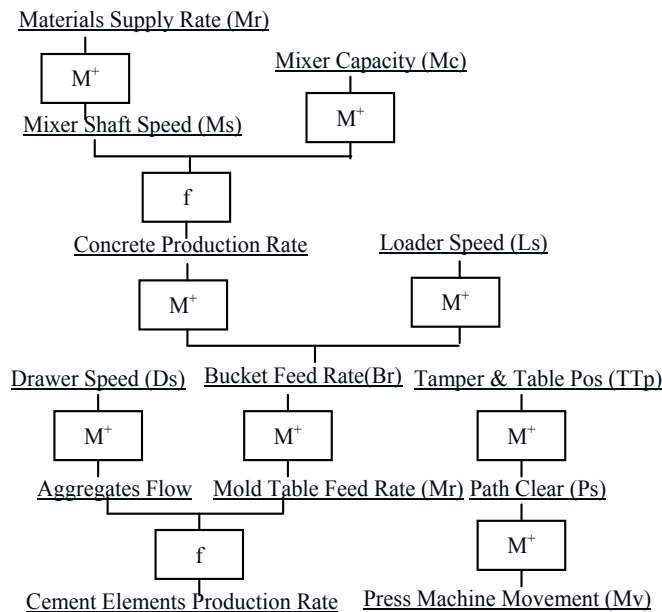 Materials Supply Rate (Mr)
M+
Mixer Capacity (Mc)
M+
Mixer Shaft Speed (Ms)
f
Concrete Production Rate
Loader Speed (Ls)
M+
M+
Drawer Speed (Ds)
Bucket Feed Rate(Br)
Tamper & Table Pos (TTp)
M+
M+
M+
Aggregates Flow
Mold Table Feed Rate (Mr)
Path Clear (Ps)
f
M+
Cement Elements Production Rate
Press Machine Movement (Mv)